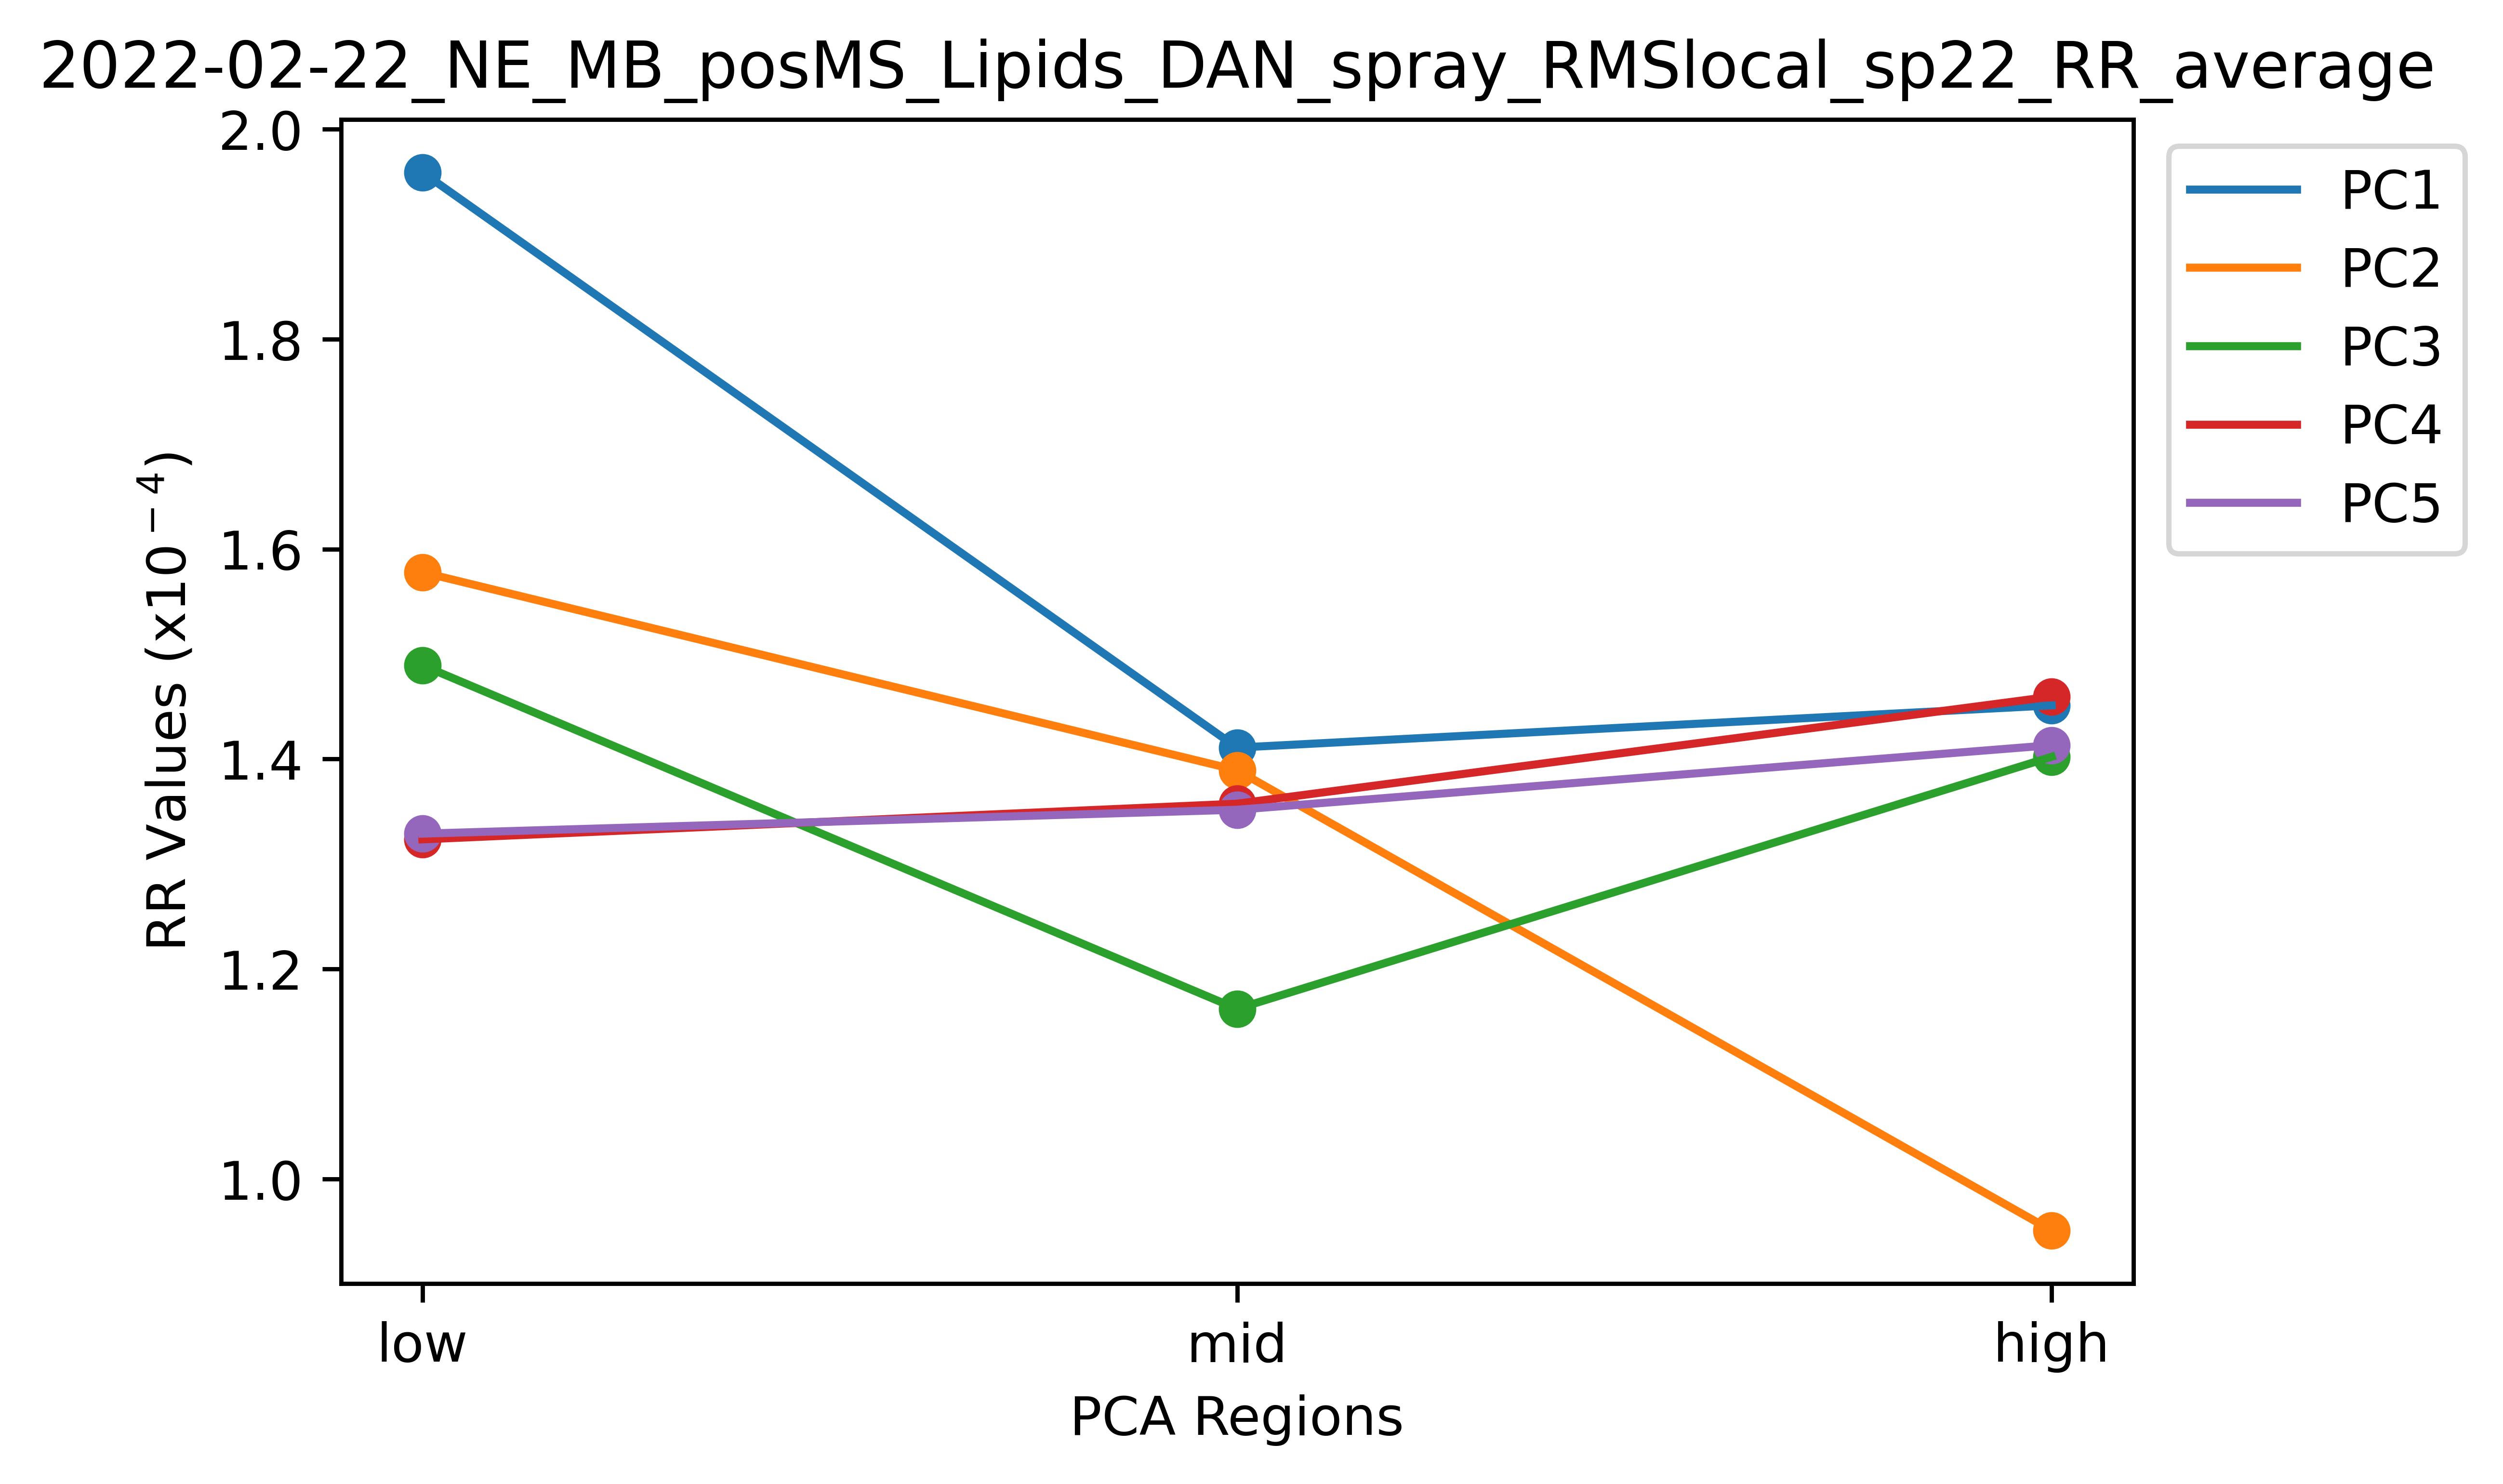 2022-02-22_NE_MB_posMS_Lipids_DAN_spray_RMSlocal_sp22_RR_average
2.0
1.8
1.6
1.4
1.2
1.0
RR Values (x10⁻⁴)
low
mid
high
PCA Regions
PC1
PC2
PC3
PC4
PC5